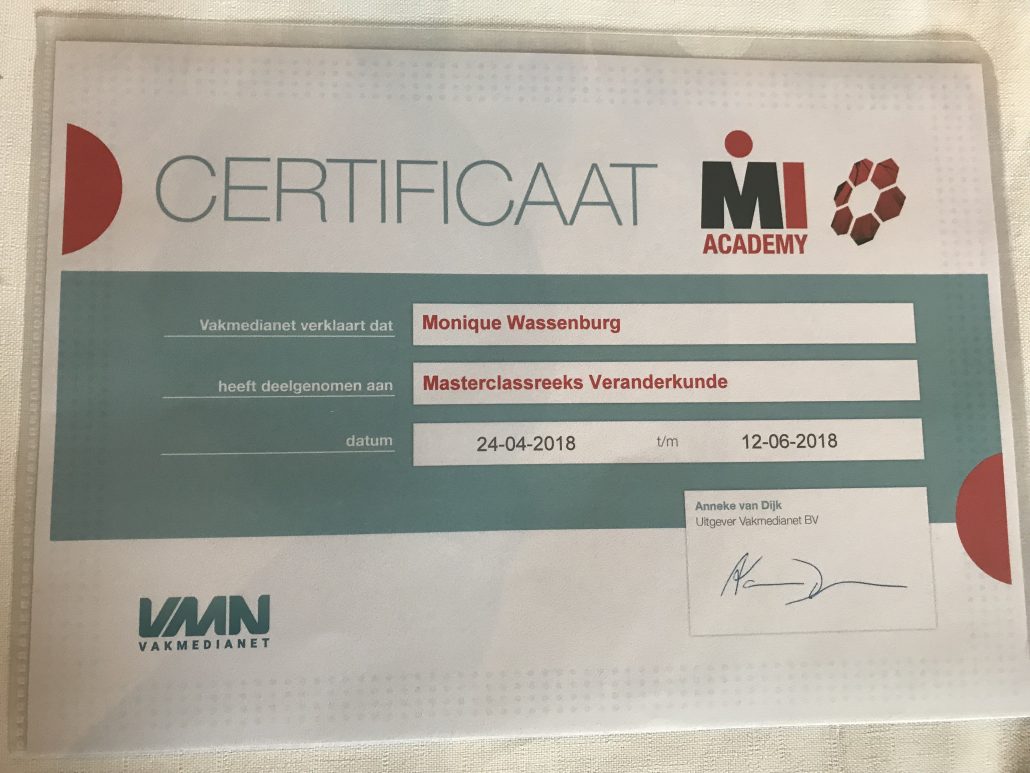 CERTIFICAAT
MI
ACADEMY
Vakmedianet verklaart dat
Monique Wassenburg
heeft deelgenomen aan
Masterclassreeks Veranderkunde
datum
24-04-2018 t/m 12-06-2018
Anneke van Dijk
Uitgever Vakmedianet BV
VMN
VAKMEDIANET